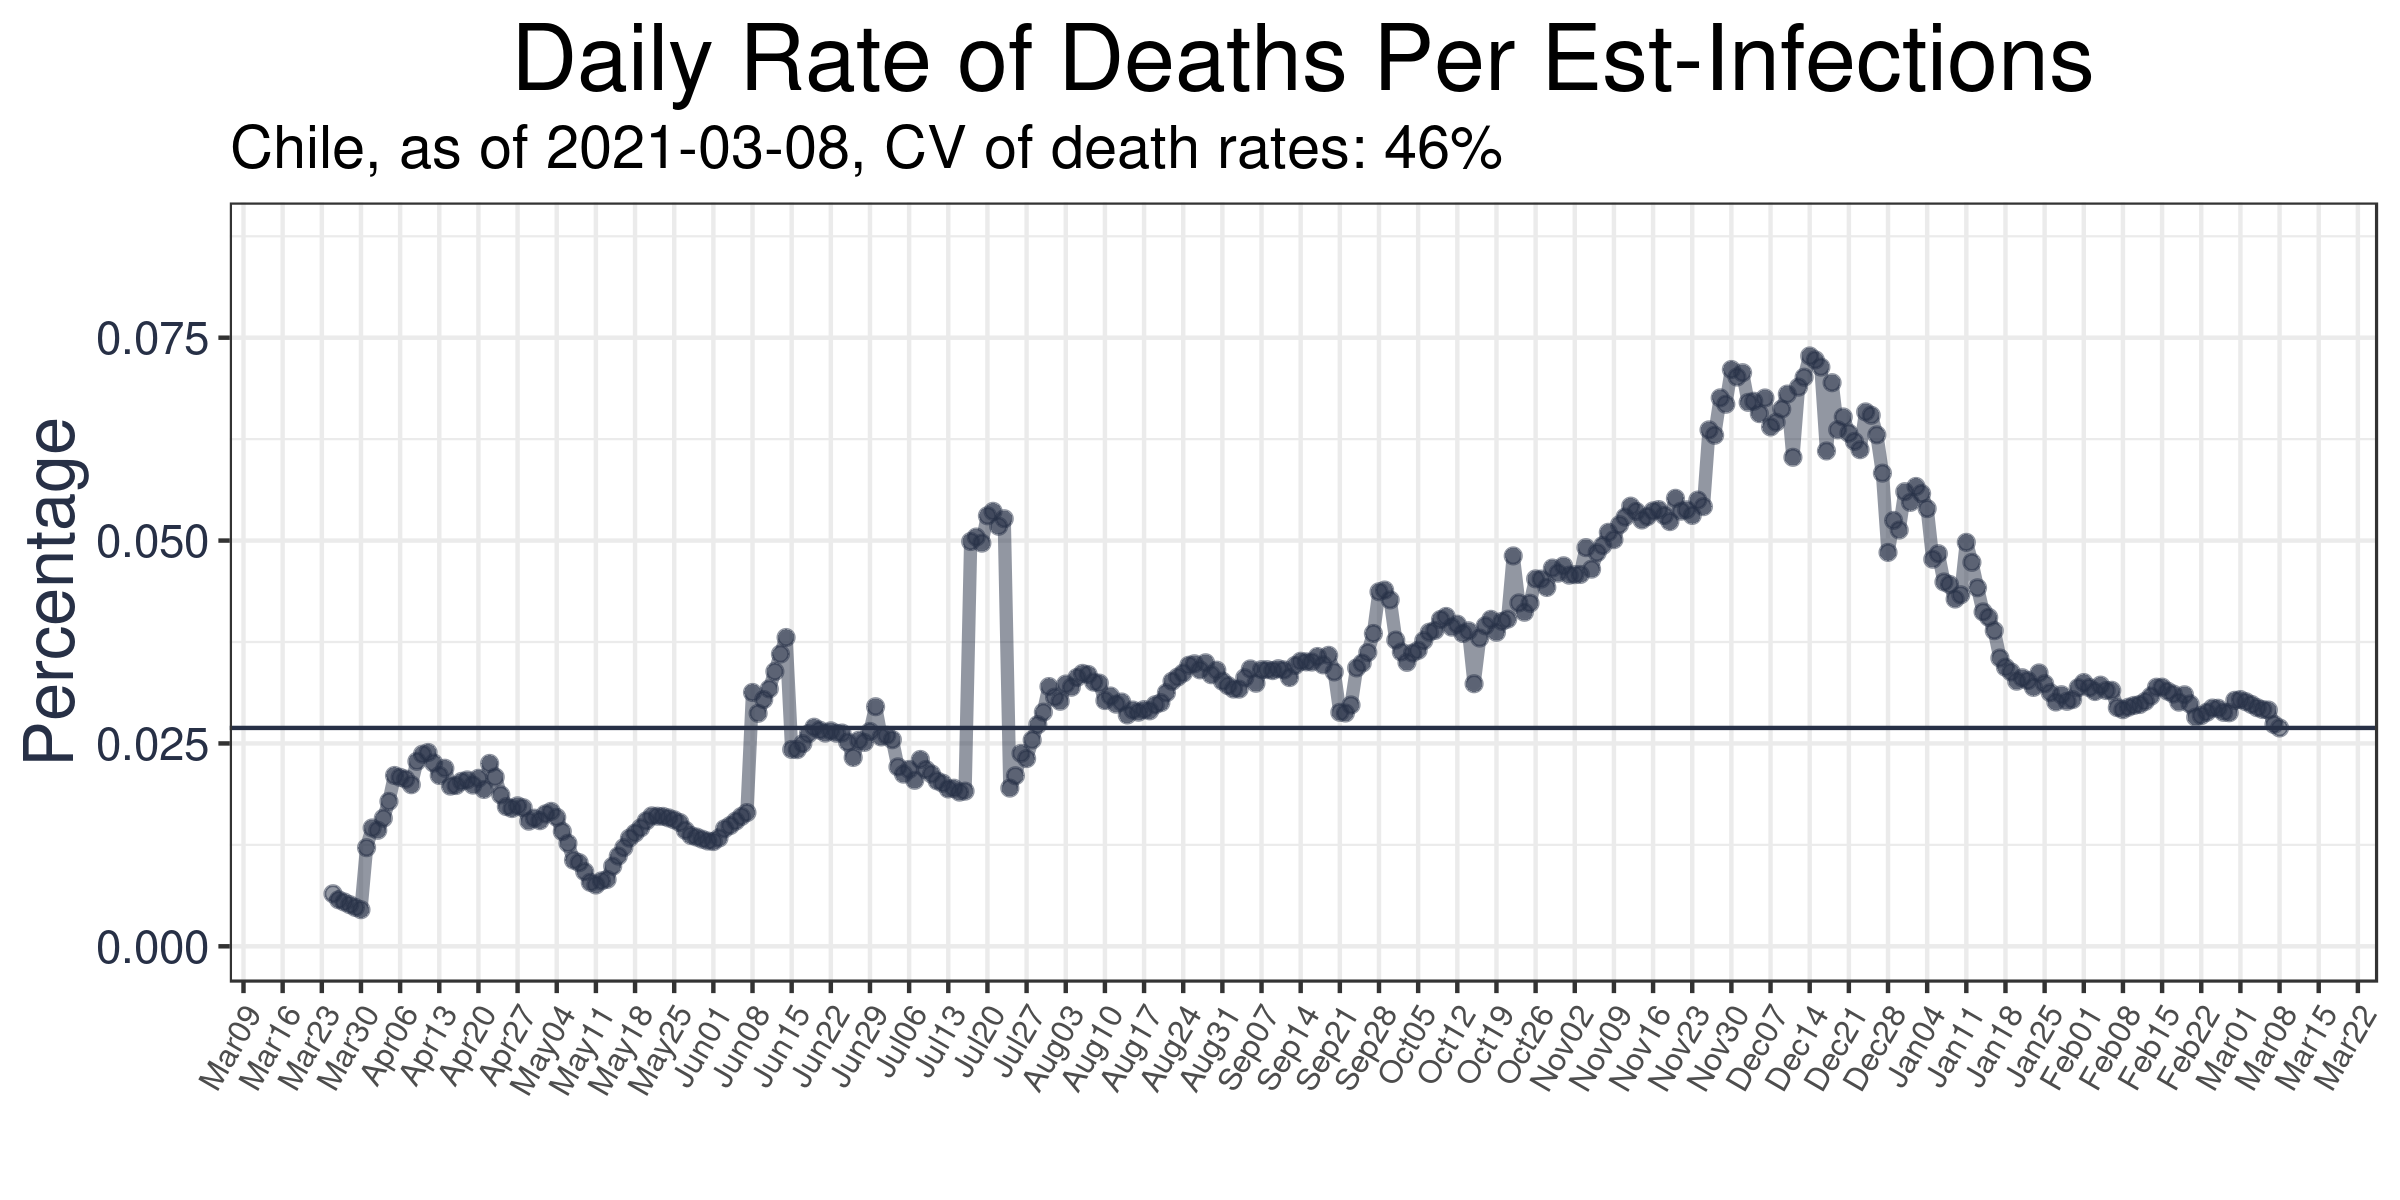 Daily Rate of Deaths Per Est-Infections
Chile, as of 2021-03-08, CV of death rates: 46%
Percentage
0.075
0.050
0.025
0.000
Mar09
Mar16
Mar23
Mar30
Apr06
Apr13
Apr20
Apr27
May04
May11
May18
May25
Jun01
Jun08
Jun15
Jun22
Jun29
Jul06
Jul13
Jul20
Jul27
Aug03
Aug10
Aug17
Aug24
Aug31
Sep07
Sep14
Sep21
Sep28
Oct05
Oct12
Oct19
Oct26
Nov02
Nov09
Nov16
Nov23
Nov30
Dec07
Dec14
Dec21
Dec28
Jan04
Jan11
Jan18
Jan25
Feb01
Feb08
Feb15
Feb22
Mar01
Mar08
Mar15
Mar22